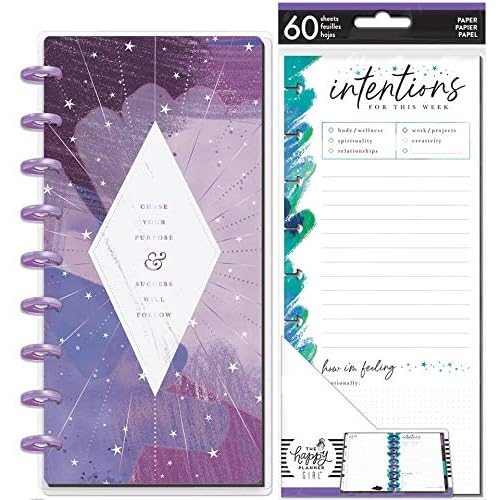 CHASE
YOUR
PURPOSE
&
SUCCESS
WILL
FOLLOW
60 sheets
feuilles
hojas
PAPER
PAPIER
PAPEL
intentions
FOR THIS WEEK
body/wellness
spirituality
relationships
work/projects
creativity
how i'm feeling
THE
happy
PLANNER
GIRL